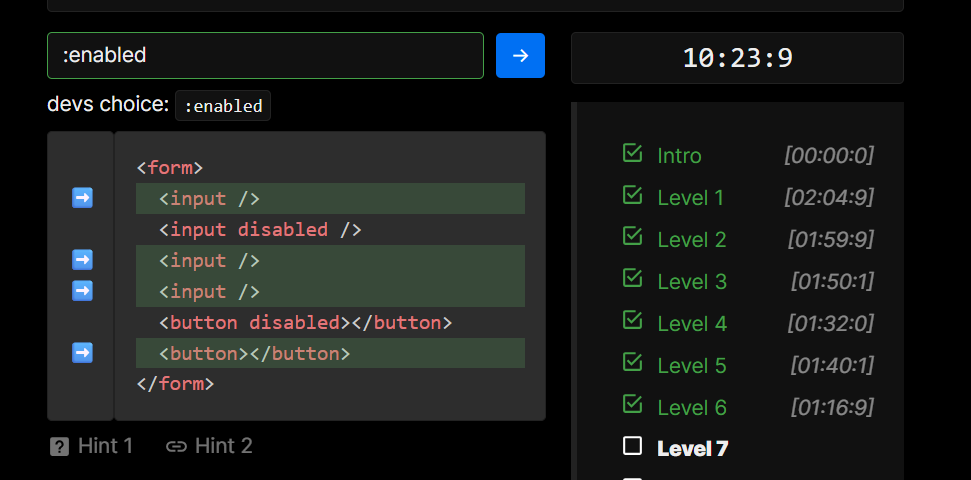 :enabled
10:23:9
devs choice: :enabled
<form>
<input />
<input disabled />
<input />
<input />
<button disabled></button>
<button></button>
</form>
Hint 1
Hint 2
Intro [00:00:0]
Level 1 [02:04:9]
Level 2 [01:59:9]
Level 3 [01:50:1]
Level 4 [01:32:0]
Level 5 [01:40:1]
Level 6 [01:16:9]
Level 7